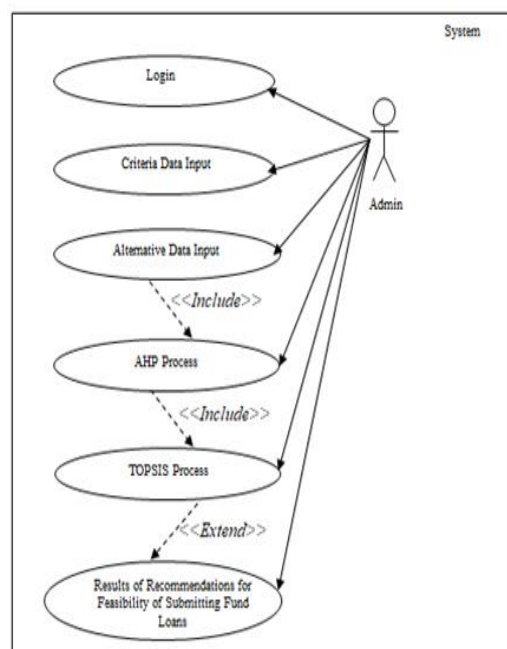 System
Login
Admin
Criteria Data Input
Alternative Data Input
<<Include>>
AHP Process
<<Include>>
TOPSIS Process
<<Extend>>
Results of Recommendations for
Feasibility of Submitting Fund
Loans